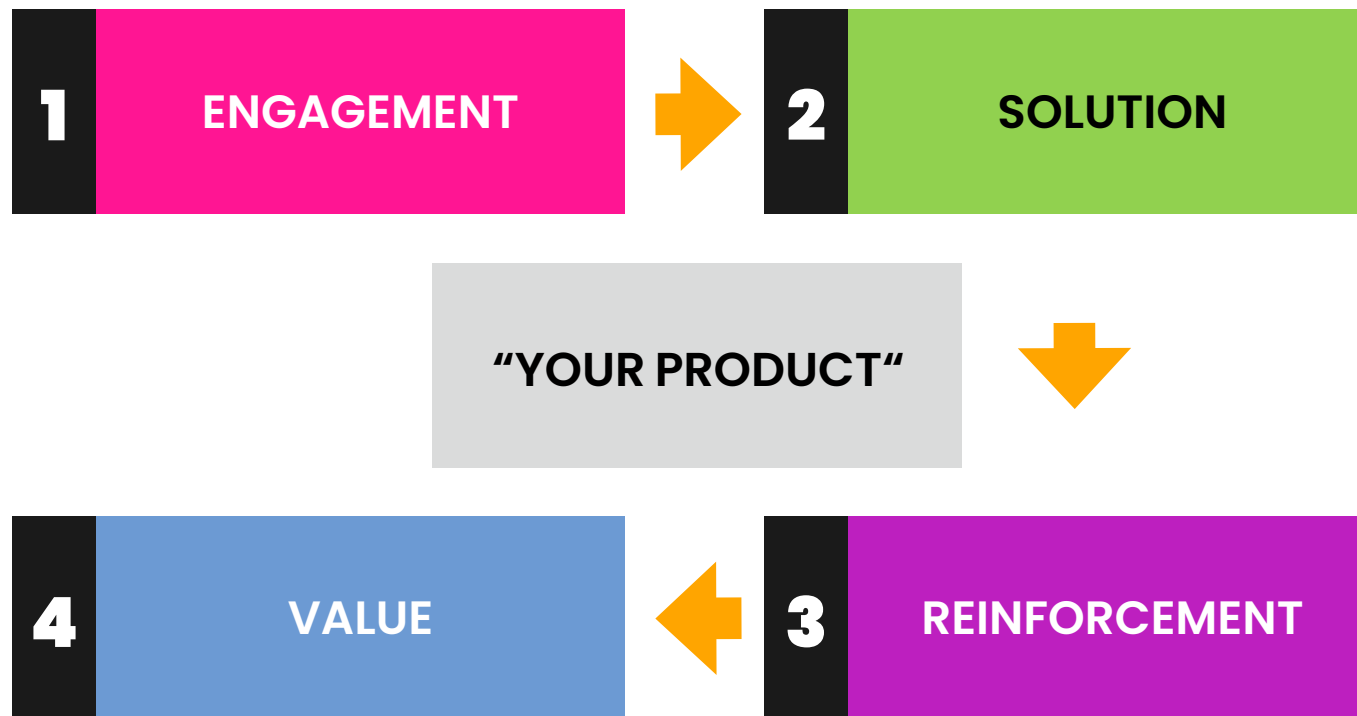 1
ENGAGEMENT
2
SOLUTION
“YOUR PRODUCT“
4
VALUE
3
REINFORCEMENT